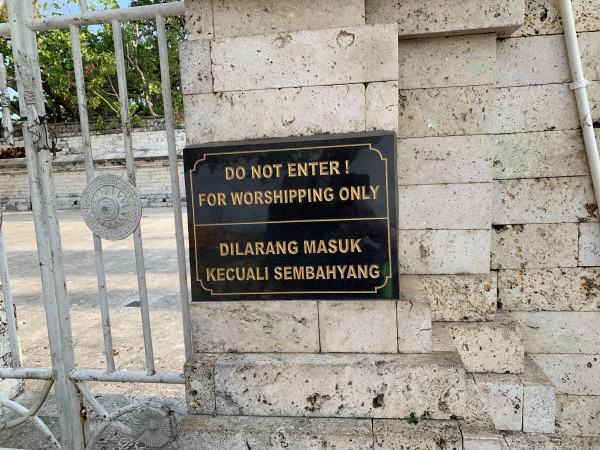 DO NOT ENTER !
FOR WORSHIPPING ONLY
DILARANG MASUK
KECUALI SEMBAHYANG